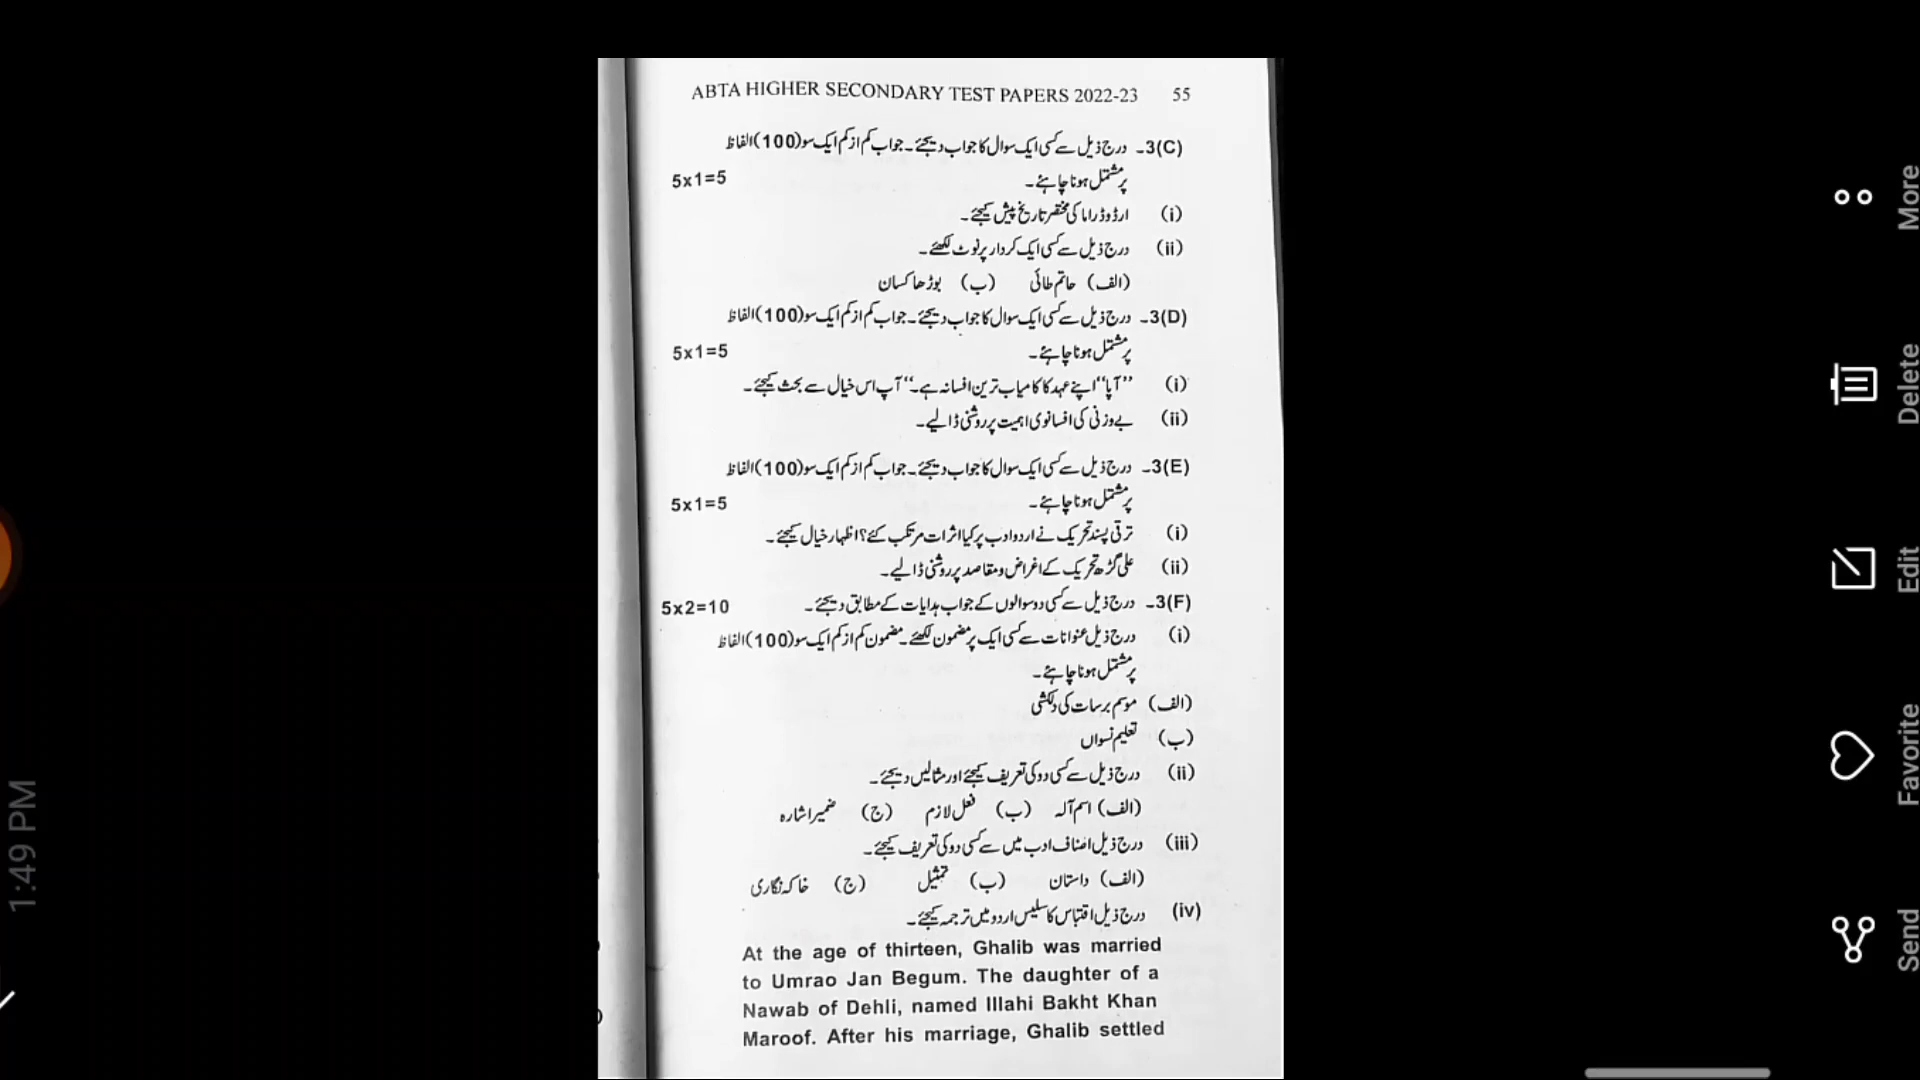 ABTA HIGHER SECONDARY TEST PAPERS 2022-23 55
3(C)۔ درج ذیل سے کسی ایک سوال کا جواب دیجئے۔ جواب کم از کم ایک سو (100) الفاظ
پر مشتمل ہونا چاہئے۔ 5x1=5
(i) ارڈو ڈراما کی مختصر تاریخ پیش کیجئے۔
(ii) درج ذیل سے کسی ایک کردار پر نوٹ لکھئے۔
(الف) حاتم طائی (ب) بوڑھا کسان
3(D)۔ درج ذیل سے کسی ایک سوال کا جواب دیجئے۔ جواب کم از کم ایک سو (100) الفاظ
پر مشتمل ہونا چاہئے۔ 5x1=5
(i) ’’آپا‘‘ اپنے عہد کا کامیاب ترین افسانہ ہے۔‘‘ آپ اس خیال سے بحث کیجئے۔
(ii) بے وزنی کی افسانوی اہمیت پر روشنی ڈالیے۔
3(E)۔ درج ذیل سے کسی ایک سوال کا جواب دیجئے۔ جواب کم از کم ایک سو (100) الفاظ
پر مشتمل ہونا چاہئے۔ 5x1=5
(i) ترقی پسند تحریک نے اردو ادب پر کیا اثرات مرتکب کئے؟ اظہار خیال کیجئے۔
(ii) علی گڑھ تحریک کے اغراض و مقاصد پر روشنی ڈالیے۔
3(F)۔ درج ذیل سے کسی دو سوالوں کے جواب ہدایات کے مطابق دیجئے۔ 5x2=10
(i) درج ذیل عنوانات سے کسی ایک پر مضمون لکھئے۔ مضمون کم از کم ایک سو (100) الفاظ
پر مشتمل ہونا چاہئے۔
(الف) موسم برسات کی دلکشی
(ب) تعلیم نسواں
(ii) درج ذیل سے کسی دو کی تعریف کیجئے اور مثالیں دیجئے۔
(الف) اسم آلہ (ب) فعل لازم (ج) ضمیر اشارہ
(iii) درج ذیل اصناف ادب میں سے کسی دو کی تعریف کیجئے۔
(الف) داستان (ب) تمثیل (ج) خاکہ نگاری
(iv) درج ذیل اقتباس کا سلیس اردو میں ترجمہ کیجئے۔
At the age of thirteen, Ghalib was married
to Umrao Jan Begum. The daughter of a
Nawab of Dehli, named Illahi Bakht Khan
Maroof. After his marriage, Ghalib settled
More
Delete
Edit
Favorite
Send
1:49 PM